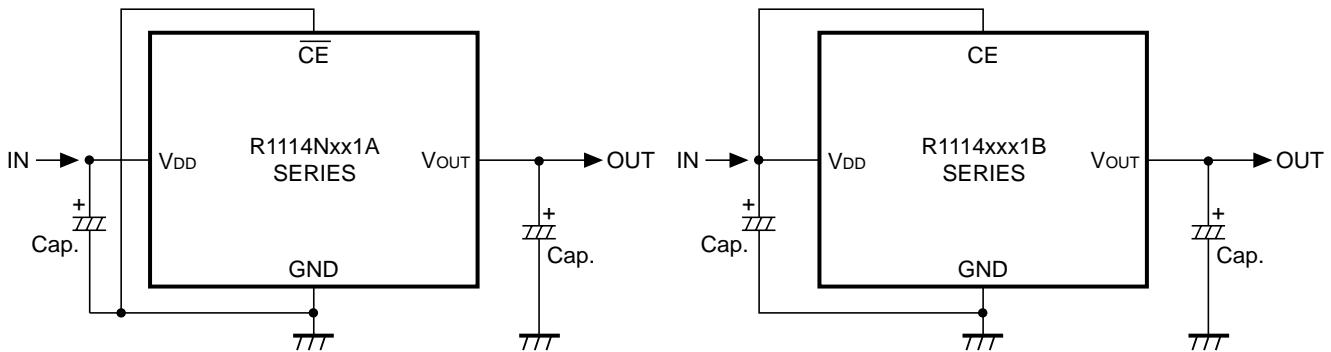 CE
IN
VDD
R1114Nxx1A
SERIES
VOUT
OUT
+
Cap.
+
Cap.
GND
CE
IN
VDD
R1114xxx1B
SERIES
VOUT
OUT
+
Cap.
+
Cap.
GND